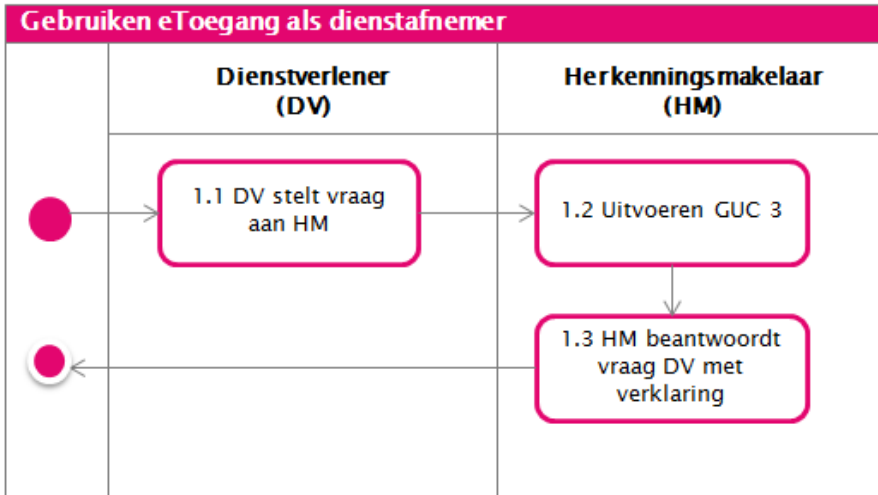 Gebruiken eToegang als dienstafnemer
Dienstverlener
(DV)
Herkenningsmakelaar
(HM)
1.1 DV stelt vraag
aan HM
1.2 Uitvoeren GUC 3
1.3 HM beantwoordt
vraag DV met
verklaring